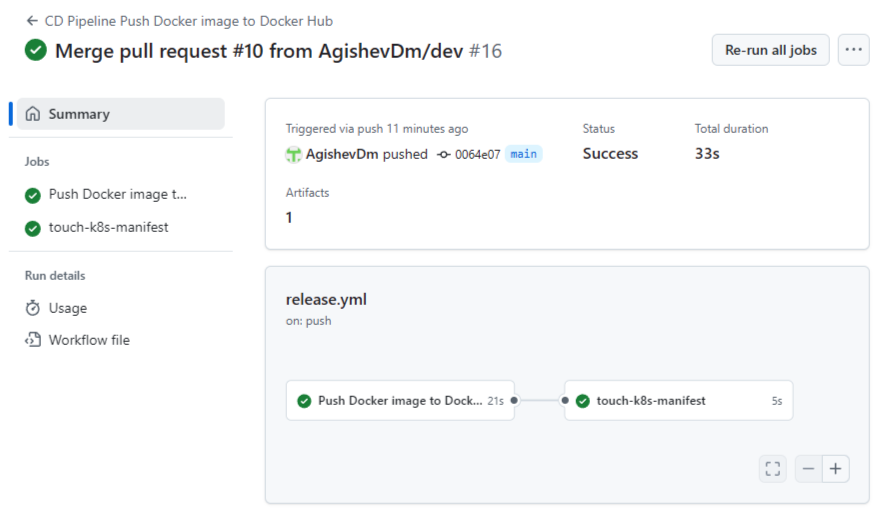 ← CD Pipeline Push Docker image to Docker Hub
Merge pull request #10 from AgishevDm/dev #16
Re-run all jobs
...
Summary
Jobs
Push Docker image t...
touch-k8s-manifest
Run details
Usage
Workflow file
Triggered via push 11 minutes ago
AgishevDm pushed 0064e07 main
Status
Success
Total duration
33s
Artifacts
1
release.yml
on: push
Push Docker image to Dock... 21s
touch-k8s-manifest 5s